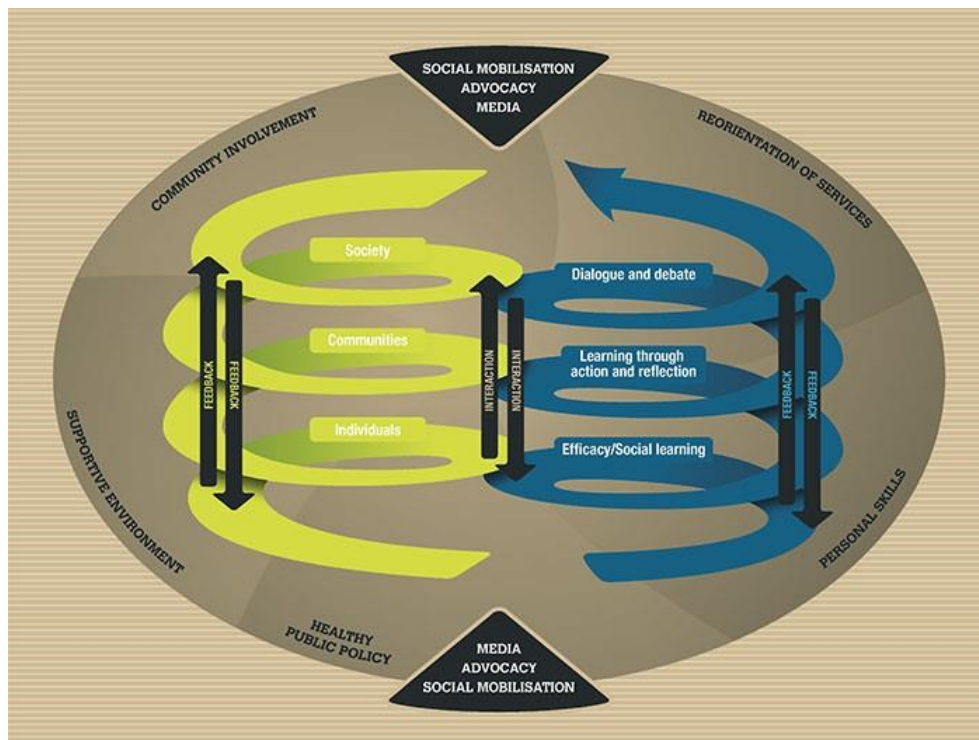 SOCIAL MOBILISATION
ADVOCACY
MEDIA
COMMUNITY INVOLVEMENT
REORIENTATION OF SERVICES
Society
Dialogue and debate
Communities
Learning through
action and reflection
Individuals
Efficacy/Social learning
FEEDBACK
FEEDBACK
INTERACTION
INTERACTION
FEEDBACK
FEEDBACK
SUPPORTIVE ENVIRONMENT
PERSONAL SKILLS
HEALTHY
PUBLIC POLICY
MEDIA
ADVOCACY
SOCIAL MOBILISATION